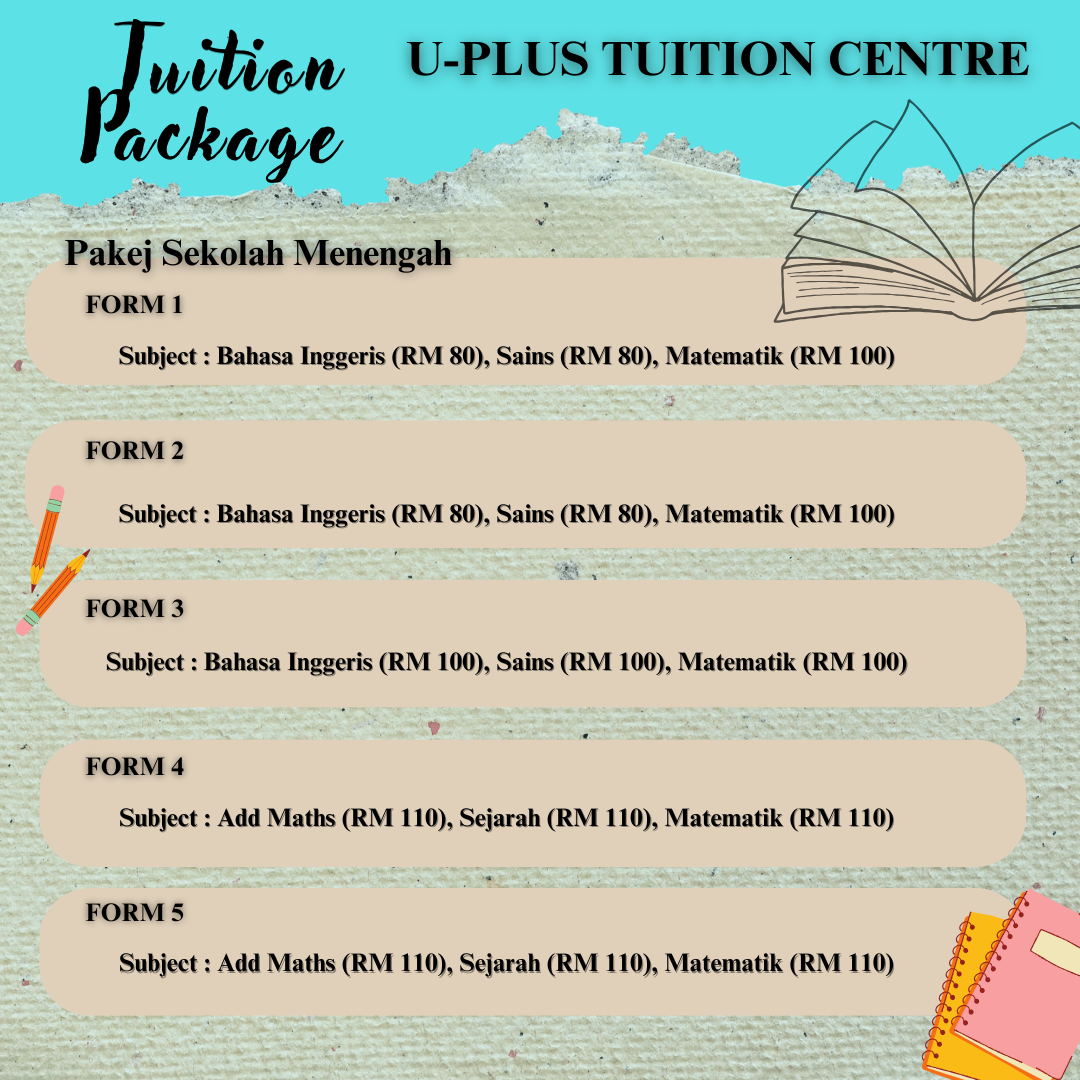 Tuition
Package
U-PLUS TUITION CENTRE
Pakej Sekolah Menengah
FORM 1
Subject : Bahasa Inggeris (RM 80), Sains (RM 80), Matematik (RM 100)
FORM 2
Subject : Bahasa Inggeris (RM 80), Sains (RM 80), Matematik (RM 100)
FORM 3
Subject : Bahasa Inggeris (RM 100), Sains (RM 100), Matematik (RM 100)
FORM 4
Subject : Add Maths (RM 110), Sejarah (RM 110), Matematik (RM 110)
FORM 5
Subject : Add Maths (RM 110), Sejarah (RM 110), Matematik (RM 110)